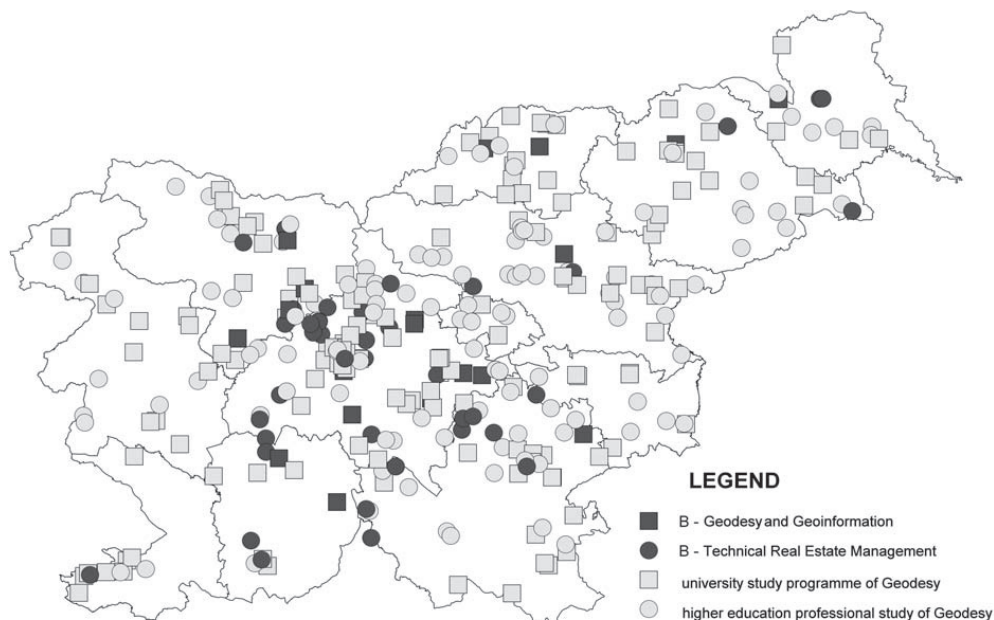 LEGEND
B - Geodesy and Geoinformation
B - Technical Real Estate Management
university study programme of Geodesy
higher education professional study of Geodesy